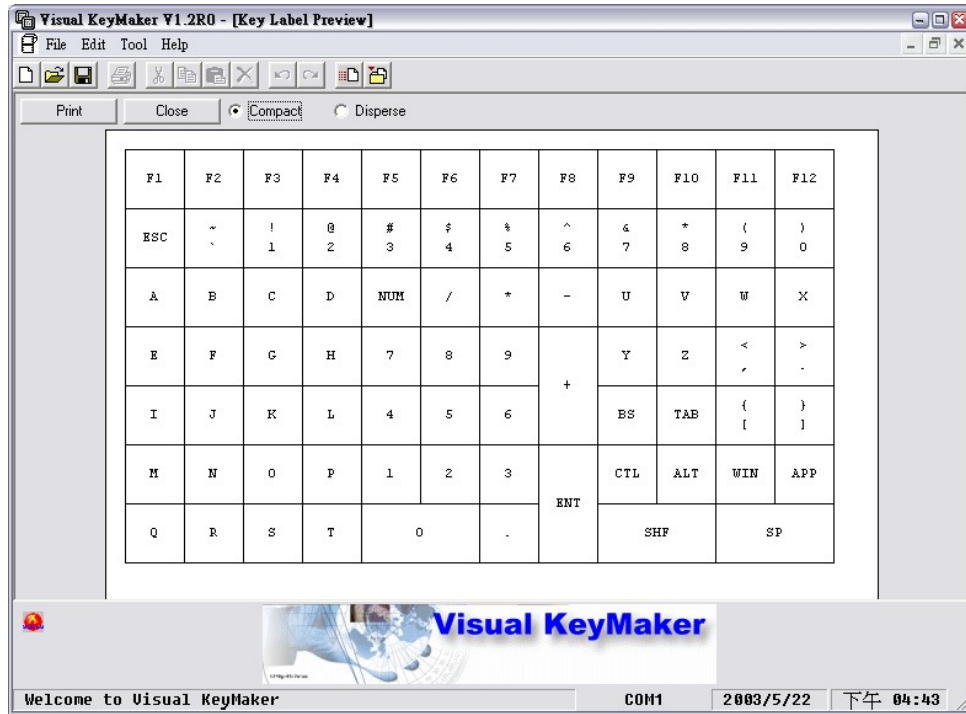 Visual KeyMaker V1.2R0 - [Key Label Preview]
File Edit Tool Help
Print Close Compact Disperse
F1 F2 F3 F4 F5 F6 F7 F8 F9 F10 F11 F12
~ ! @ # $ % ^ & * ( )
ESC ` 1 2 3 4 5 6 7 8 9 0
A B C D NUM / * - U V W X
E F G H 7 8 9 + Y Z < >
, .
I J K L 4 5 6 BS TAB { }
[ ]
M N O P 1 2 3 ENT CTL ALT WIN APP
Q R S T 0 . SHF SP
Visual KeyMaker
Welcome to Visual KeyMaker COM1 2003/5/22 下午 04:43